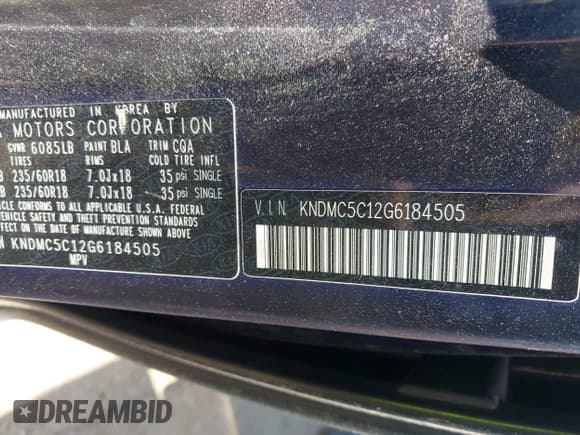 MANUFACTURED IN KOREA BY
MOTORS CORPORATION
GVWR 6085LB PAINT BLA TRIM CQA
TIRES RIMS COLD TIRE INFL
235/60R18 7.0Jx18 35 psi SINGLE
235/60R18 7.0Jx18 35 psi SINGLE
CONFORMS TO ALL APPLICABLE U.S.A. FEDERAL
VEHICLE SAFETY AND THEFT PREVENTION STANDARDS
EFFECT ON THE DATE OF MANUFACTURE SHOWN ABOVE
KNDMC5C12G6184505
MPV
V.I.N KNDMC5C12G6184505
DREAMBID